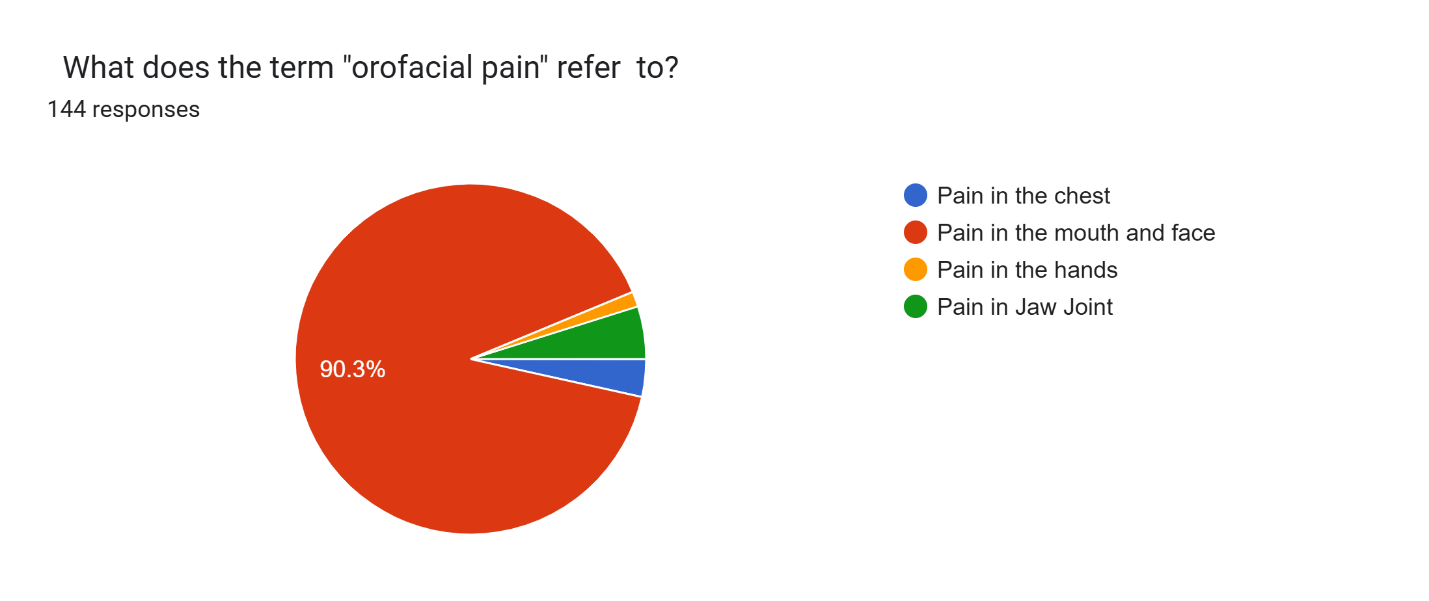 What does the term "orofacial pain" refer  to?
144 responses
90.3%
Pain in the chest
Pain in the mouth and face
Pain in the hands
Pain in Jaw Joint